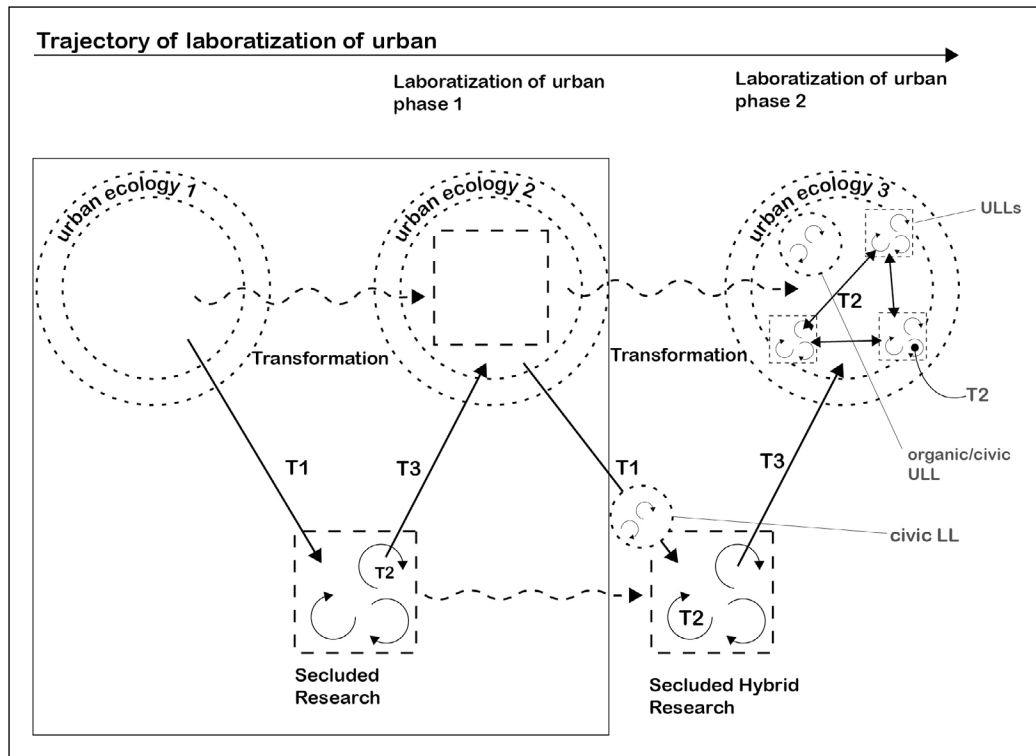 Trajectory of laboratization of urban
Laboratization of urban
phase 1
Laboratization of urban
phase 2
urban ecology 1
urban ecology 2
urban ecology 3
ULLs
T2
Transformation
Transformation
T2
T1
T3
T1
T3
organic/civic
ULL
civic LL
T2
T2
Secluded
Research
Secluded Hybrid
Research